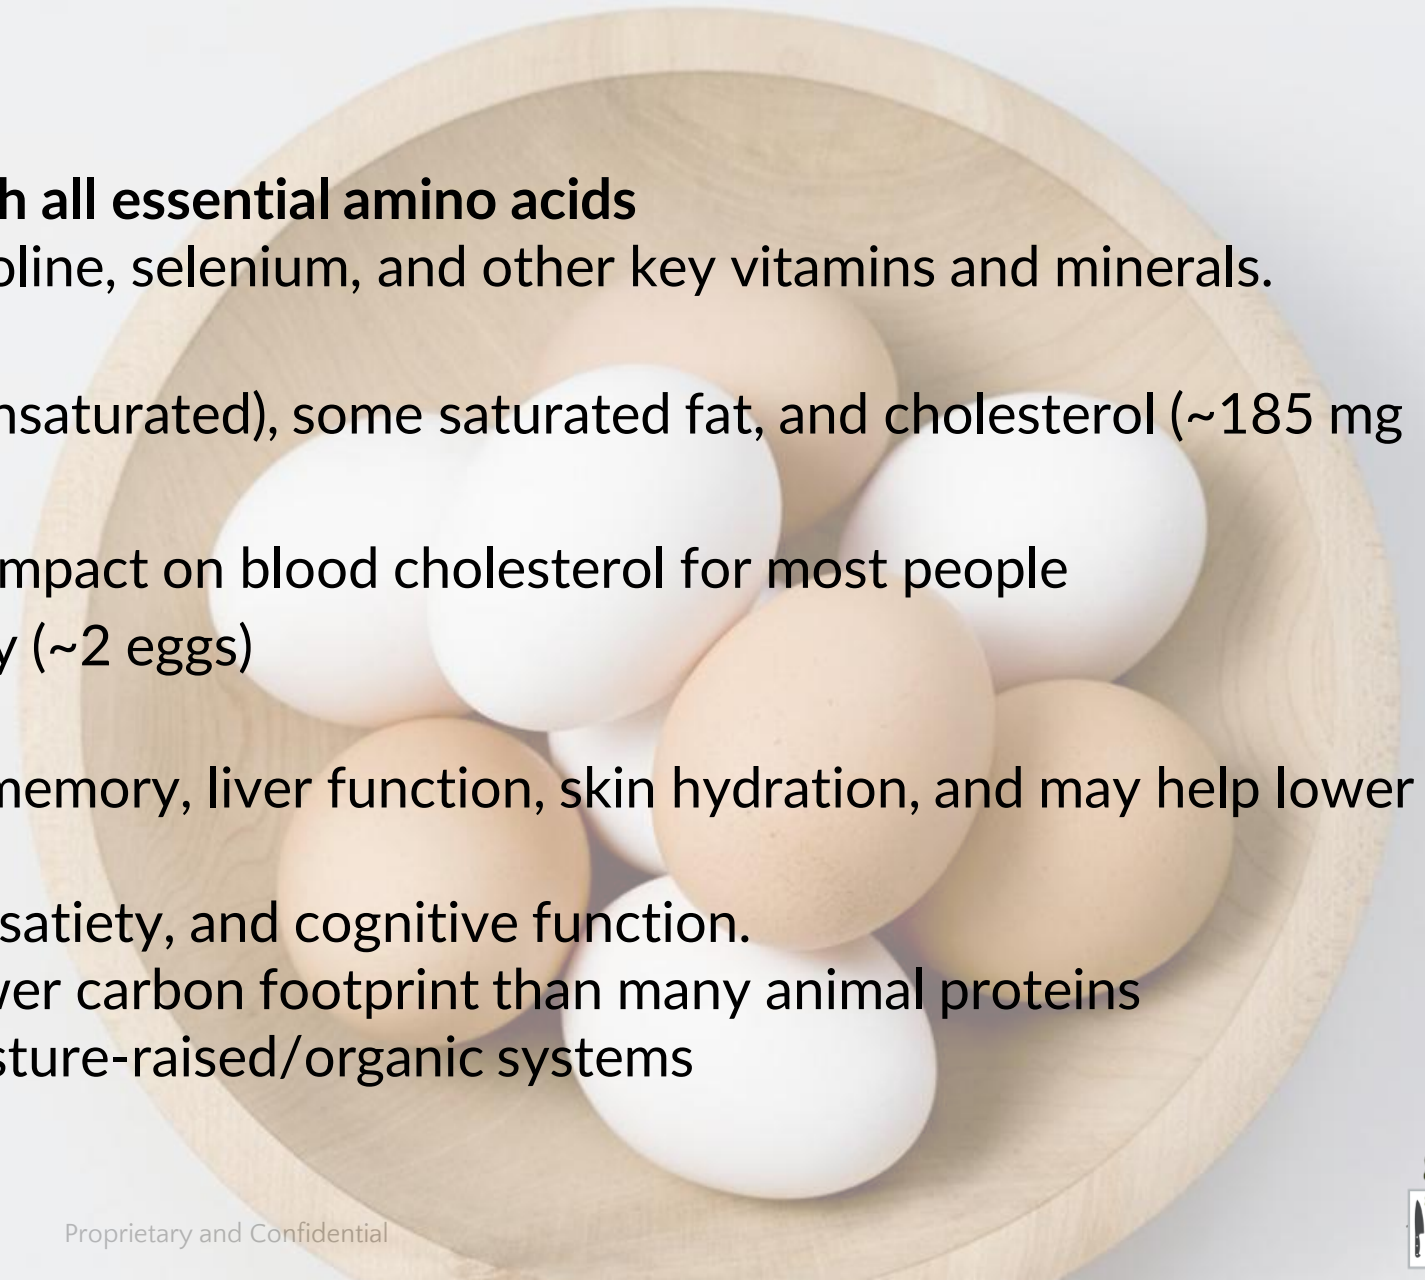 h all essential amino acids
oline, selenium, and other key vitamins and minerals.
nsaturated), some saturated fat, and cholesterol (~185 mg
mpact on blood cholesterol for most people
y (~2 eggs)
memory, liver function, skin hydration, and may help lower
satiety, and cognitive function.
wer carbon footprint than many animal proteins
sture-raised/organic systems
Proprietary and Confidential